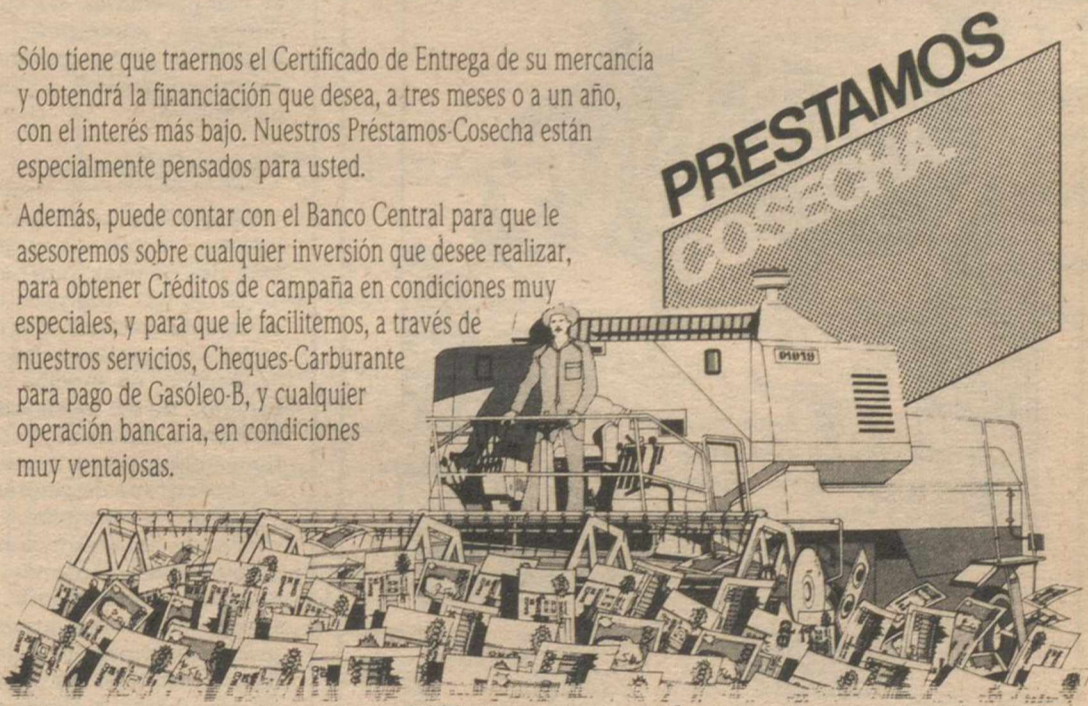 Sólo tiene que traernos el Certificado de Entrega de su mercancía
y obtendrá la financiación que desea, a tres meses o a un año,
con el interés más bajo. Nuestros Préstamos-Cosecha están
especialmente pensados para usted.
Además, puede contar con el Banco Central para que le
asesoremos sobre cualquier inversión que desee realizar,
para obtener Créditos de campaña en condiciones muy
especiales, y para que le facilitemos, a través de
nuestros servicios, Cheques-Carburante
para pago de Gasóleo-B, y cualquier
operación bancaria, en condiciones
muy ventajosas.
PRESTAMOS
COSECHA.